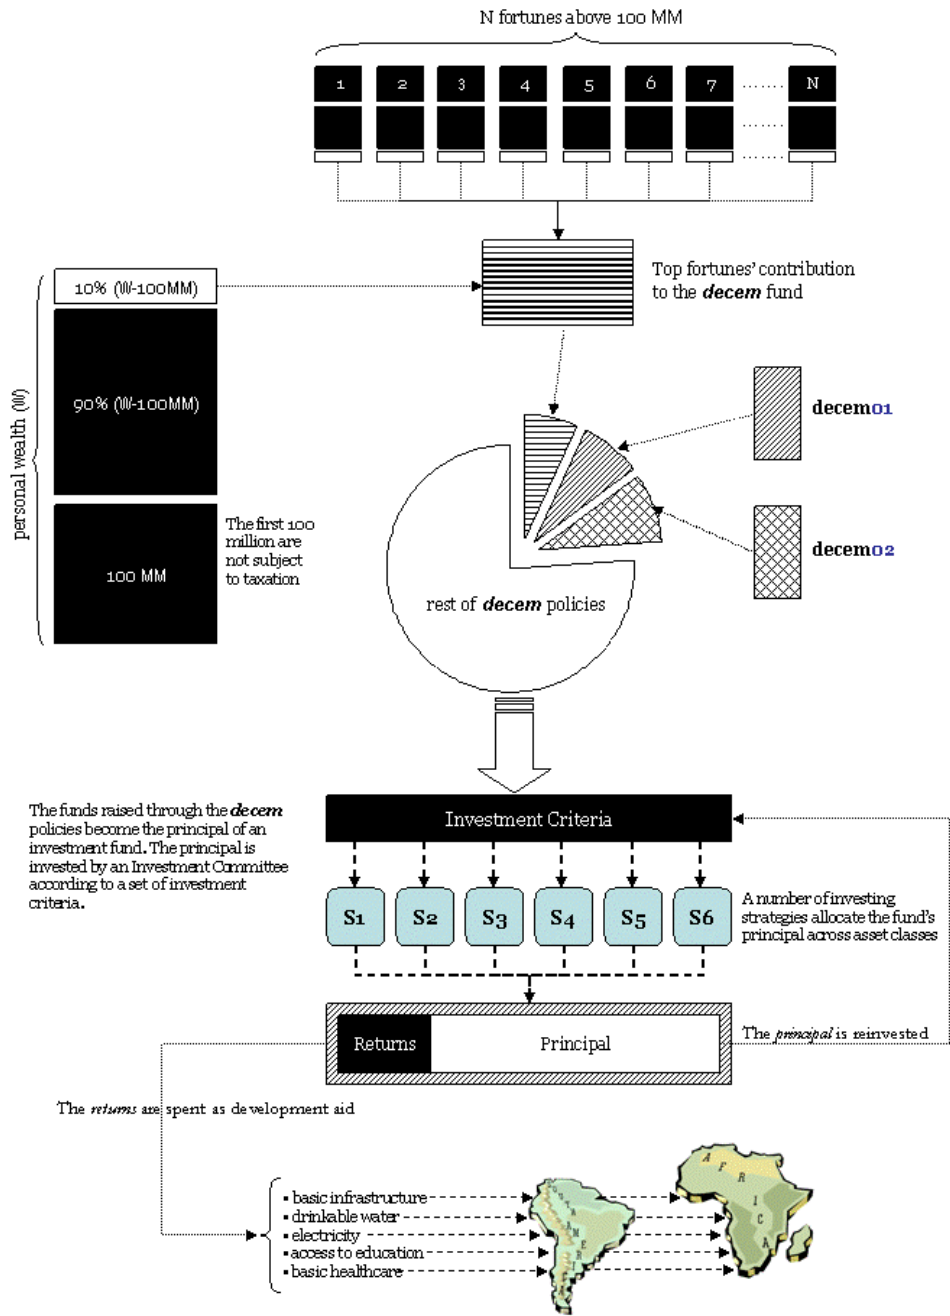 N fortunes above 100 MM
1 2 3 4 5 6 7 ...... N
10% (W-100MM)
Top fortunes' contribution
to the decem fund
personal wealth (W)
90% (W-100MM)
decem01
The first 100
million are
not subject
to taxation
100 MM
decem02
rest of decem policies
The funds raised through the decem
policies become the principal of an
investment fund. The principal is
invested by an Investment Committee
according to a set of investment
criteria.
Investment Criteria
S1 S2 S3 S4 S5 S6
A number of investing
strategies allocate the fund's
principal across asset classes
Returns
Principal
The principal is reinvested
The returns are spent as development aid
▪ basic infrastructure
▪ drinkable water
▪ electricity
▪ access to education
▪ basic healthcare
SOUTH AMERICA
AFRICA